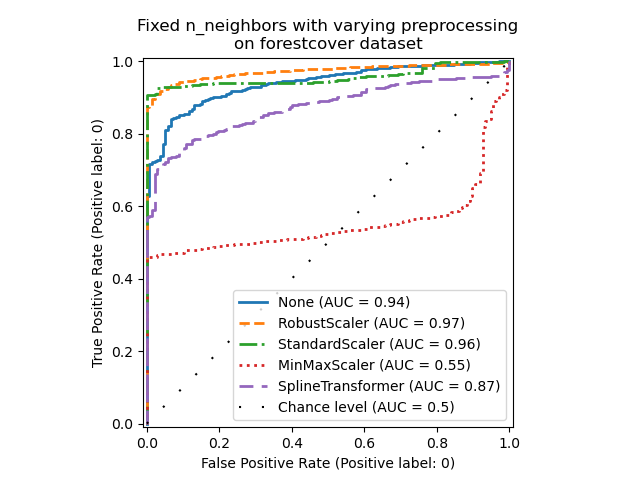 Fixed n_neighbors with varying preprocessing
on forestcover dataset
True Positive Rate (Positive label: 0)
1.0
0.8
0.6
0.4
0.2
0.0
None (AUC = 0.94)
RobustScaler (AUC = 0.97)
StandardScaler (AUC = 0.96)
MinMaxScaler (AUC = 0.55)
SplineTransformer (AUC = 0.87)
Chance level (AUC = 0.5)
0.0 0.2 0.4 0.6 0.8 1.0
False Positive Rate (Positive label: 0)